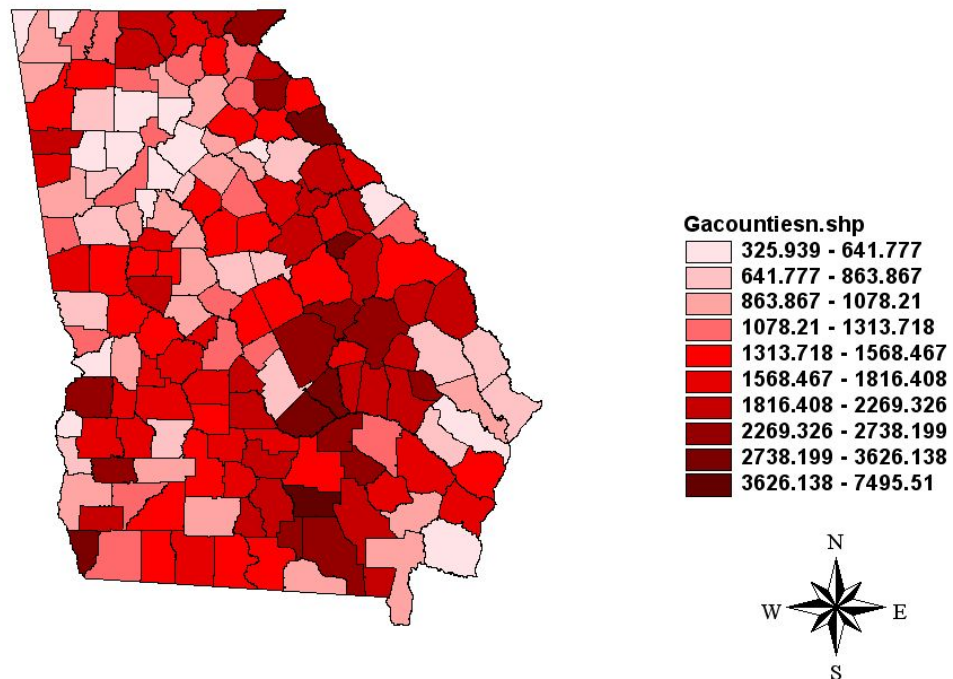 Gacountiesn.shp
325.939 - 641.777
641.777 - 863.867
863.867 - 1078.21
1078.21 - 1313.718
1313.718 - 1568.467
1568.467 - 1816.408
1816.408 - 2269.326
2269.326 - 2738.199
2738.199 - 3626.138
3626.138 - 7495.51
N
W E
S